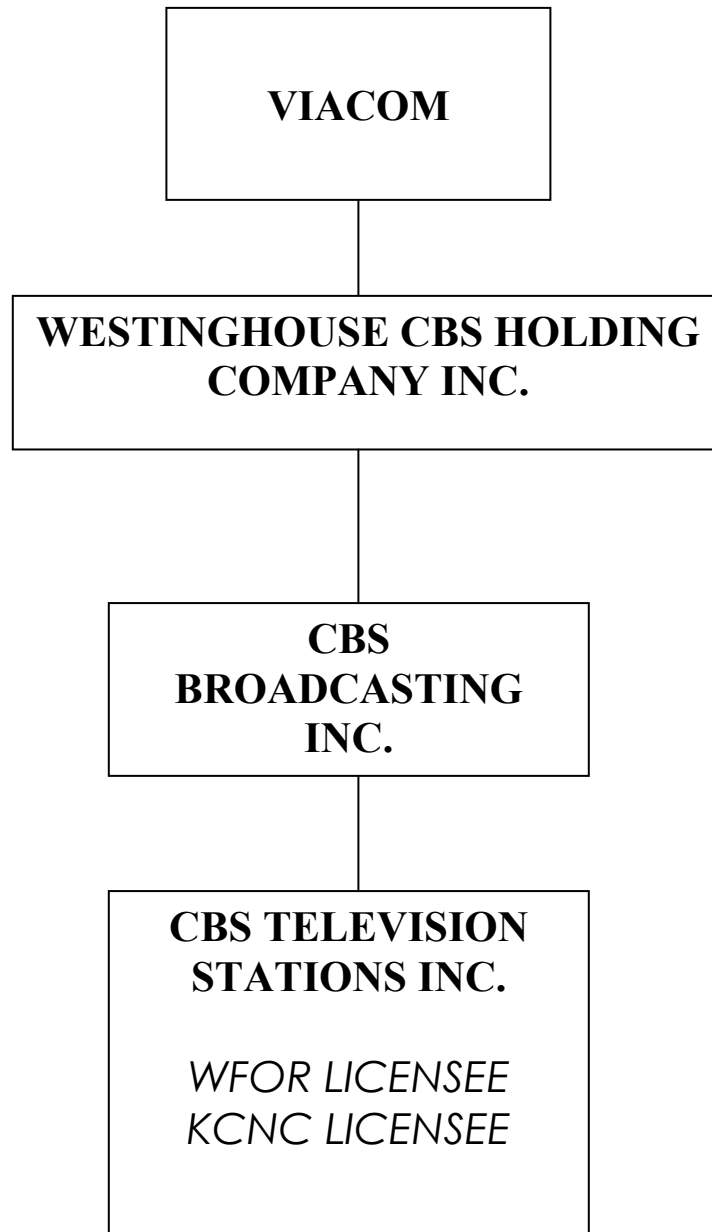 VIACOM
WESTINGHOUSE CBS HOLDING
COMPANY INC.
CBS
BROADCASTING
INC.
CBS TELEVISION
STATIONS INC.
WFOR LICENSEE
KCNC LICENSEE